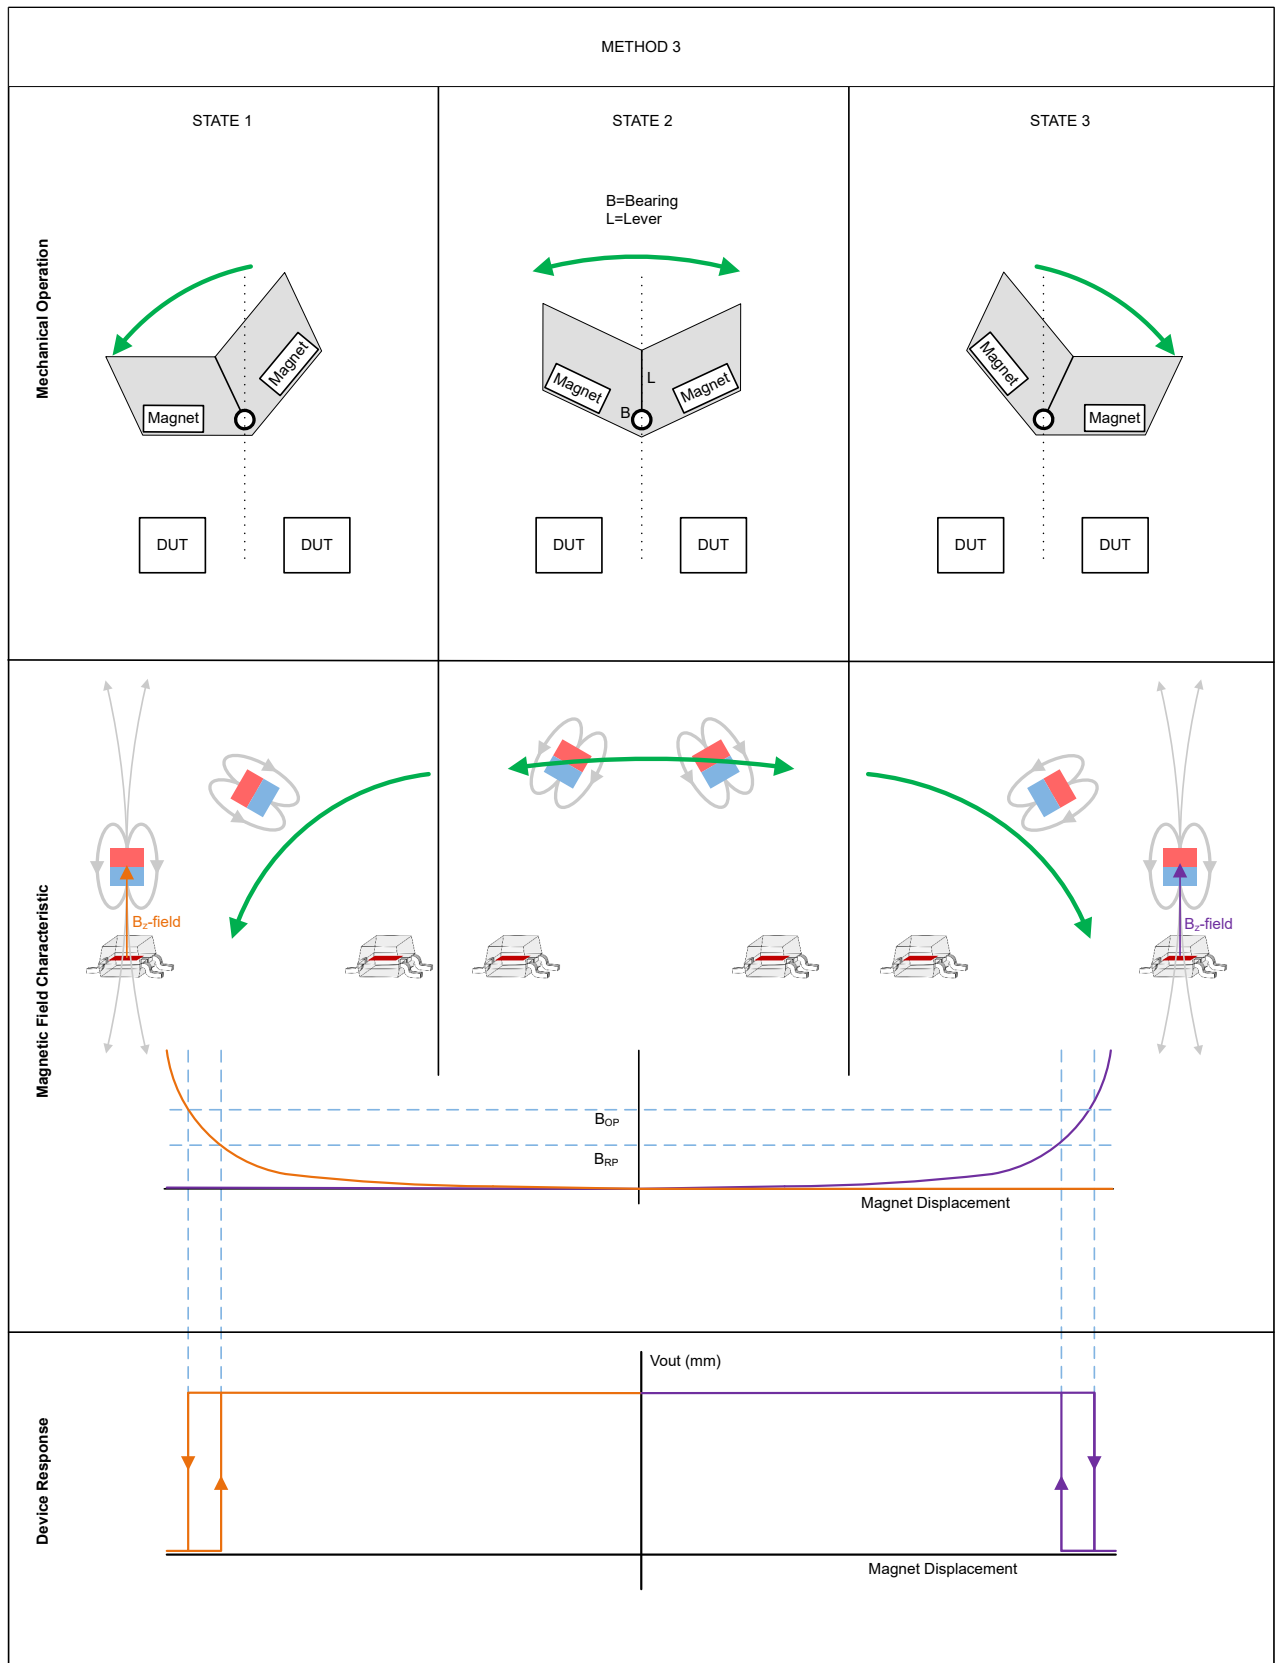 METHOD 3
STATE 1
STATE 2
STATE 3
Mechanical Operation
B=Bearing
L=Lever
Magnet
Magnet
Magnet
Magnet
L
B
Magnet
Magnet
DUT
DUT
DUT
DUT
DUT
DUT
Magnetic Field Characteristic
BZ-field
BZ-field
BOP
BRP
Magnet Displacement
Device Response
Vout (mm)
Magnet Displacement